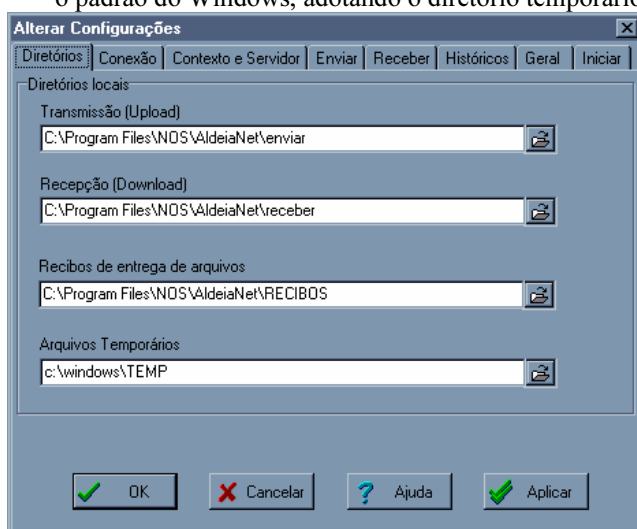 o padrão do Windows, adotando o diretório temporário
Alterar Configurações
Diretórios Conexão Contexto e Servidor Enviar Receber Históricos Geral Iniciar
Diretórios locais
Transmissão (Upload)
C:\Program Files\NOS\AldeiaNet\enviar
Recepção (Download)
C:\Program Files\NOS\AldeiaNet\receber
Recibos de entrega de arquivos
C:\Program Files\NOS\AldeiaNet\RECIBOS
Arquivos Temporários
c:\windows\TEMP
OK Cancelar Ajuda Aplicar